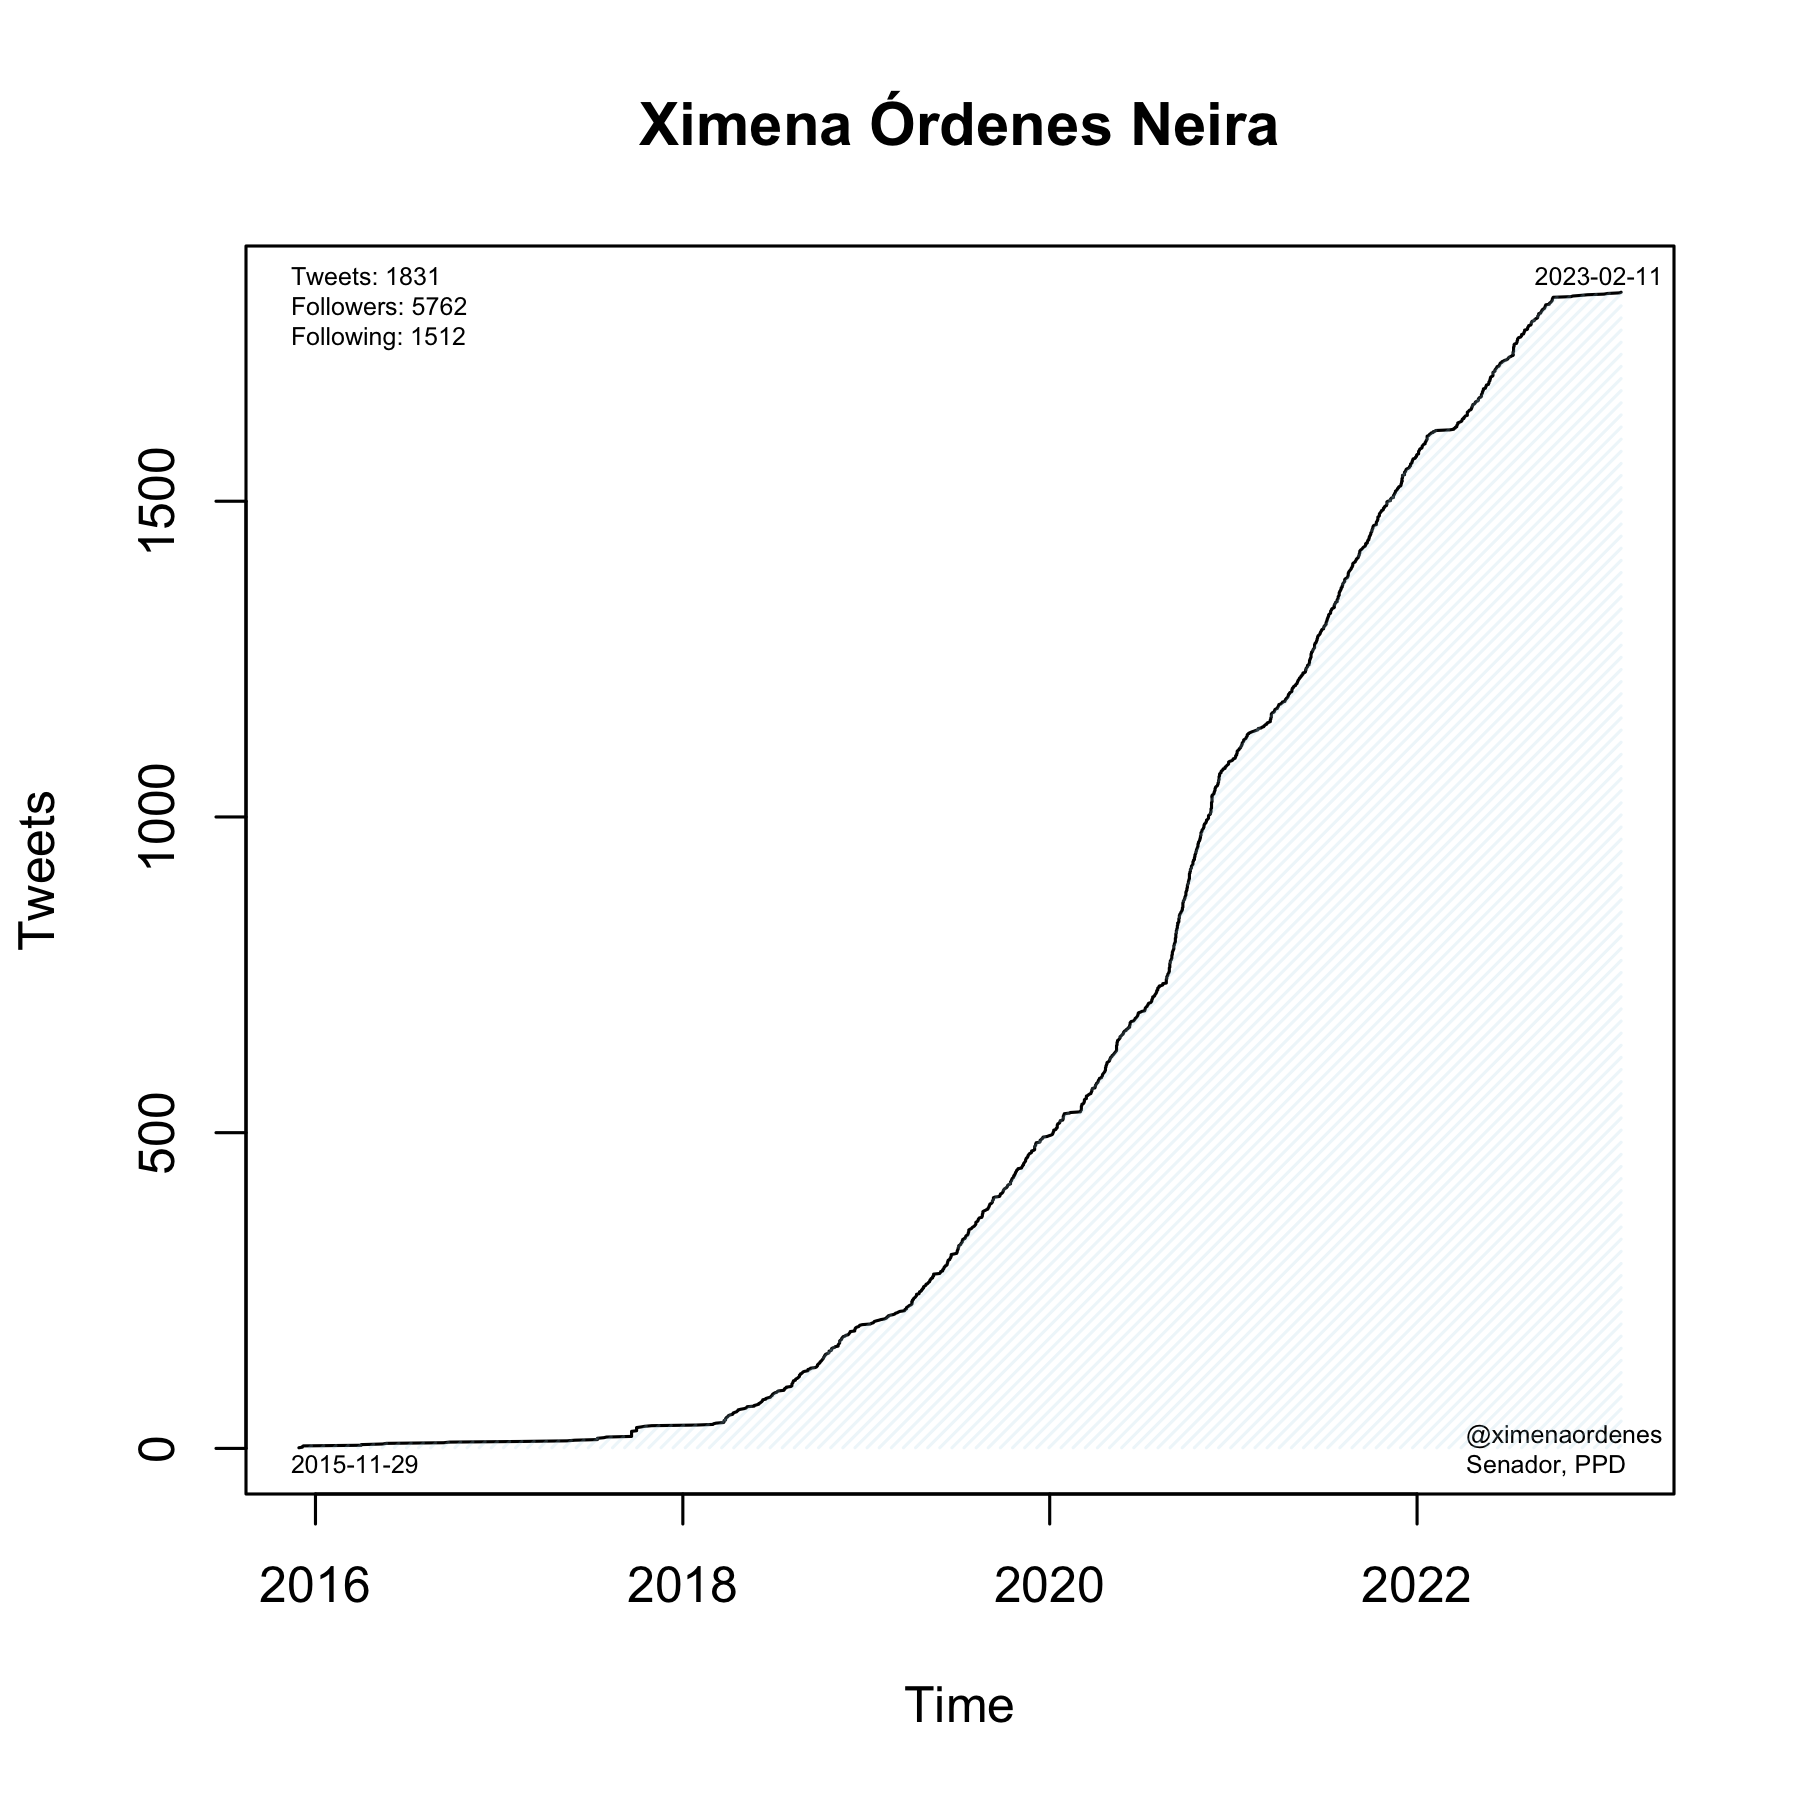 Ximena Órdenes Neira
Tweets: 1831
Followers: 5762
Following: 1512
2023-02-11
Tweets
1500
1000
500
0
2015-11-29
@ximenaordenes
Senador, PPD
2016
2018
2020
2022
Time